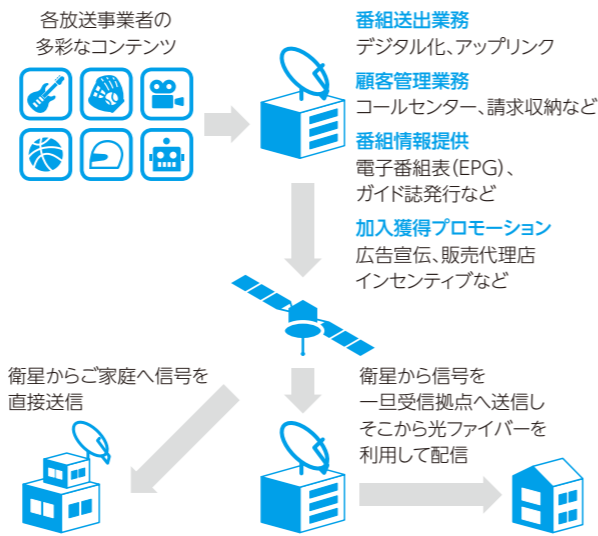 各放送事業者の
多彩なコンテンツ
番組送出業務
デジタル化、アップリンク
顧客管理業務
コールセンター、請求収納など
番組情報提供
電子番組表（EPG）、
ガイド誌発行など
加入獲得プロモーション
広告宣伝、販売代理店
インセンティブなど
衛星からご家庭へ信号を
直接送信
衛星から信号を
一旦受信拠点へ送信し
そこから光ファイバーを
利用して配信